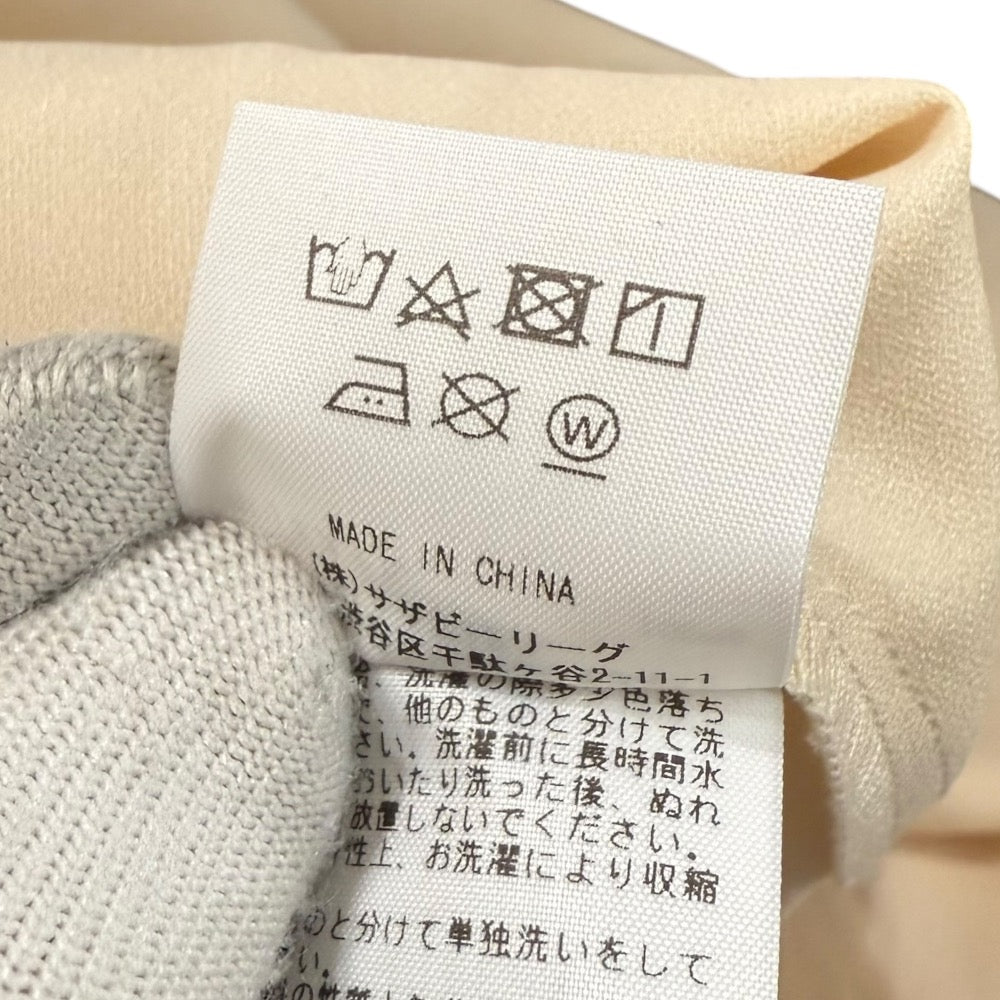 W
MADE IN CHINA
(株)サザビーリーグ
渋谷区千駄ヶ谷2-11-1
、洗濯の際多少色落ち
、他のものと分けて洗
さい。洗濯前に長時間水
おいたり洗った後、ぬれ
放置しないでください。
性上、お洗濯により収縮
のと分けて単独洗いをして
い。